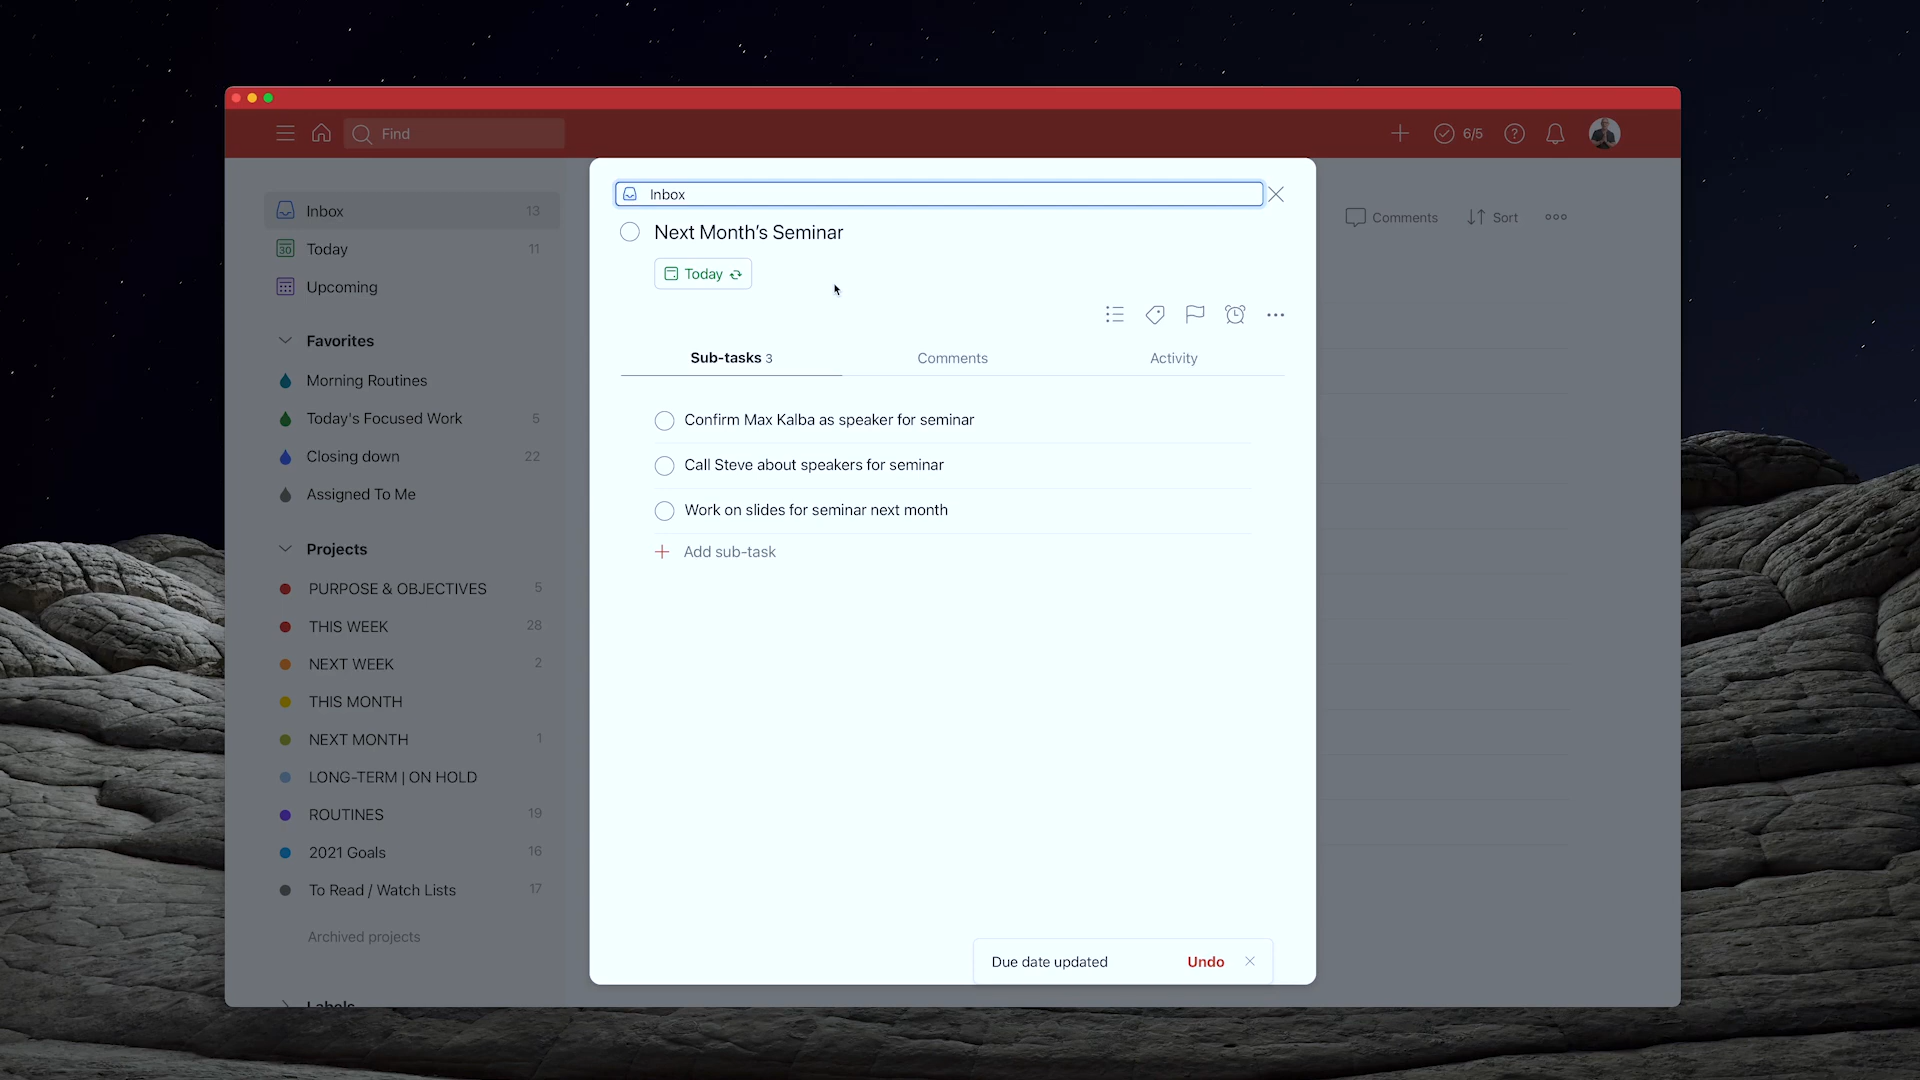 Find
6/5
Inbox 13
30 Today 11
Upcoming
Favorites
Morning Routines
Today's Focused Work 5
Closing down 22
Assigned To Me
Projects
PURPOSE & OBJECTIVES 5
THIS WEEK 28
NEXT WEEK 2
THIS MONTH
NEXT MONTH 1
LONG-TERM | ON HOLD
ROUTINES 19
2021 Goals 16
To Read / Watch Lists 17
Archived projects
Labels
Inbox
Next Month's Seminar
Today
Sub-tasks 3 Comments Activity
Confirm Max Kalba as speaker for seminar
Call Steve about speakers for seminar
Work on slides for seminar next month
Add sub-task
Due date updated Undo
Comments Sort